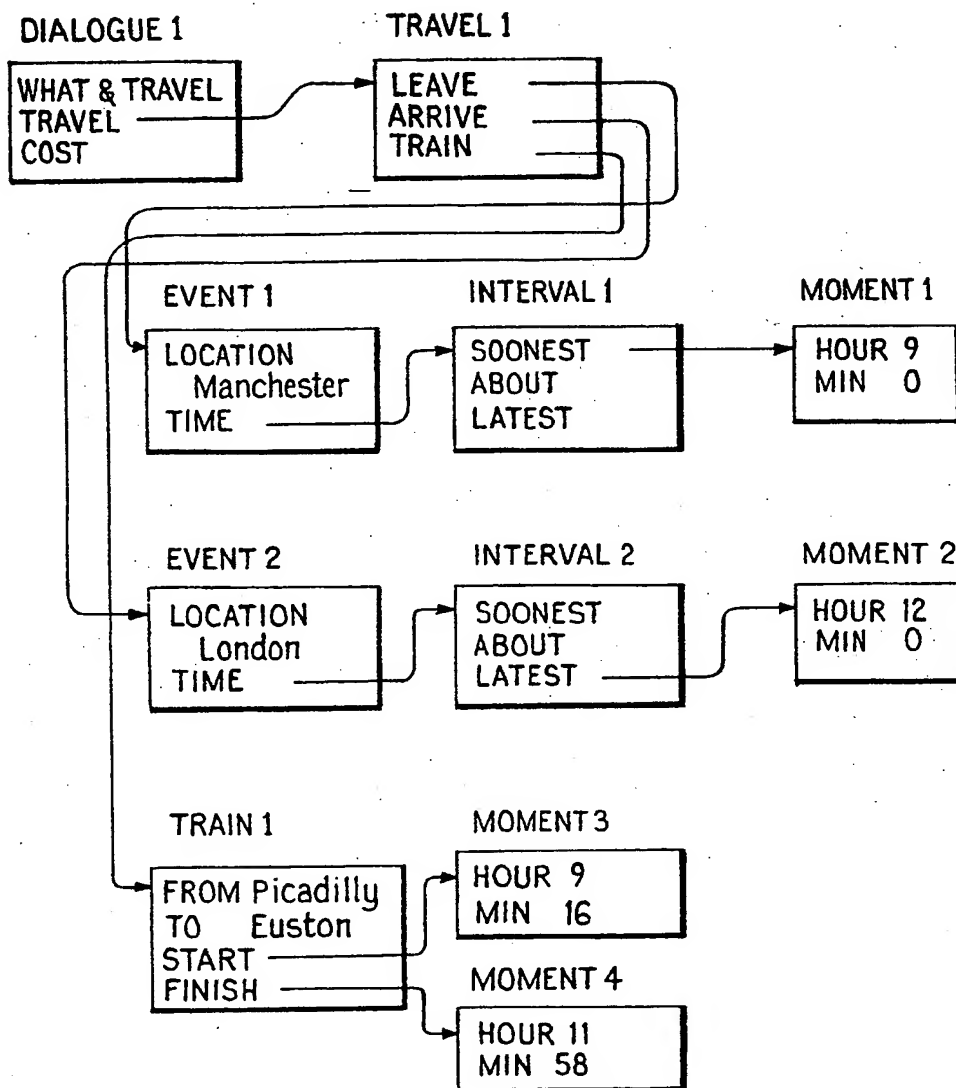 DIALOGUE 1
WHAT & TRAVEL
TRAVEL
COST
TRAVEL 1
LEAVE
ARRIVE
TRAIN
EVENT 1
LOCATION
Manchester
TIME
INTERVAL 1
SOONEST
ABOUT
LATEST
MOMENT 1
HOUR 9
MIN 0
EVENT 2
LOCATION
London
TIME
INTERVAL 2
SOONEST
ABOUT
LATEST
MOMENT 2
HOUR 12
MIN 0
TRAIN 1
FROM Picadilly
TO Euston
START
FINISH
MOMENT 3
HOUR 9
MIN 16
MOMENT 4
HOUR 11
MIN 58